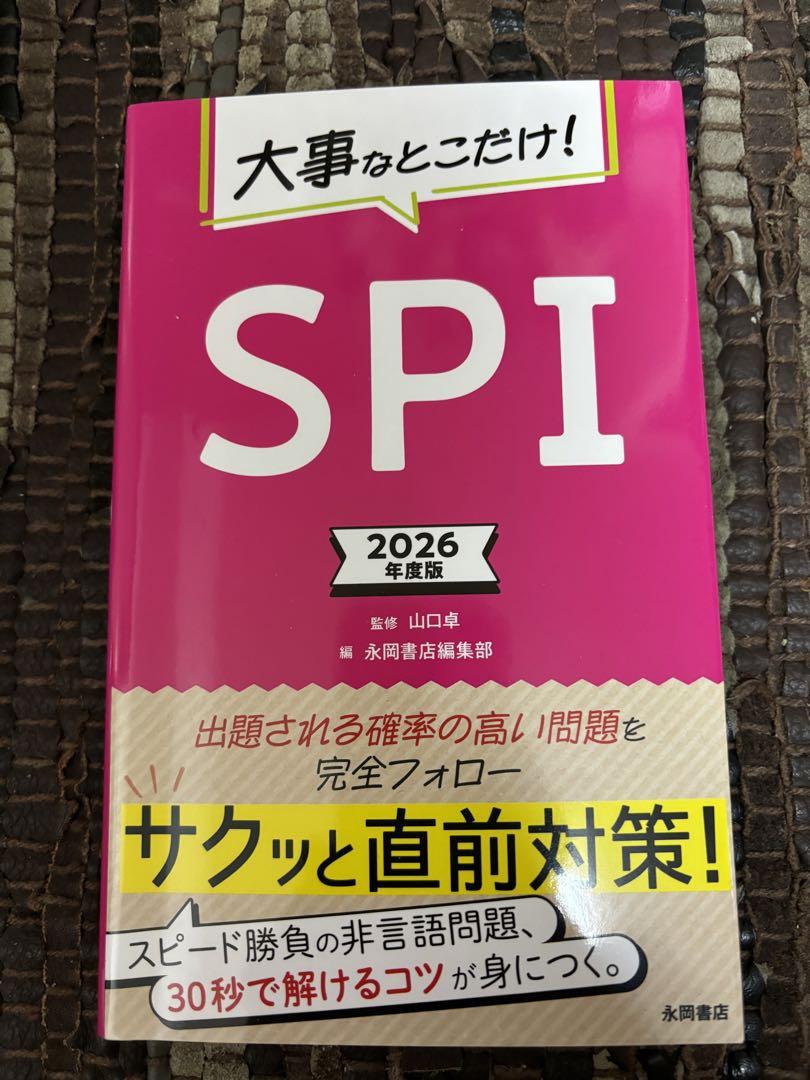 大事なとこだけ!
SPI
2026
年度版
監修 山口卓
編 永岡書店編集部
出題される確率の高い問題を
完全フォロー
サクッと直前対策!
スピード勝負の非言語問題、
30秒で解けるコツが身につく。
永岡書店